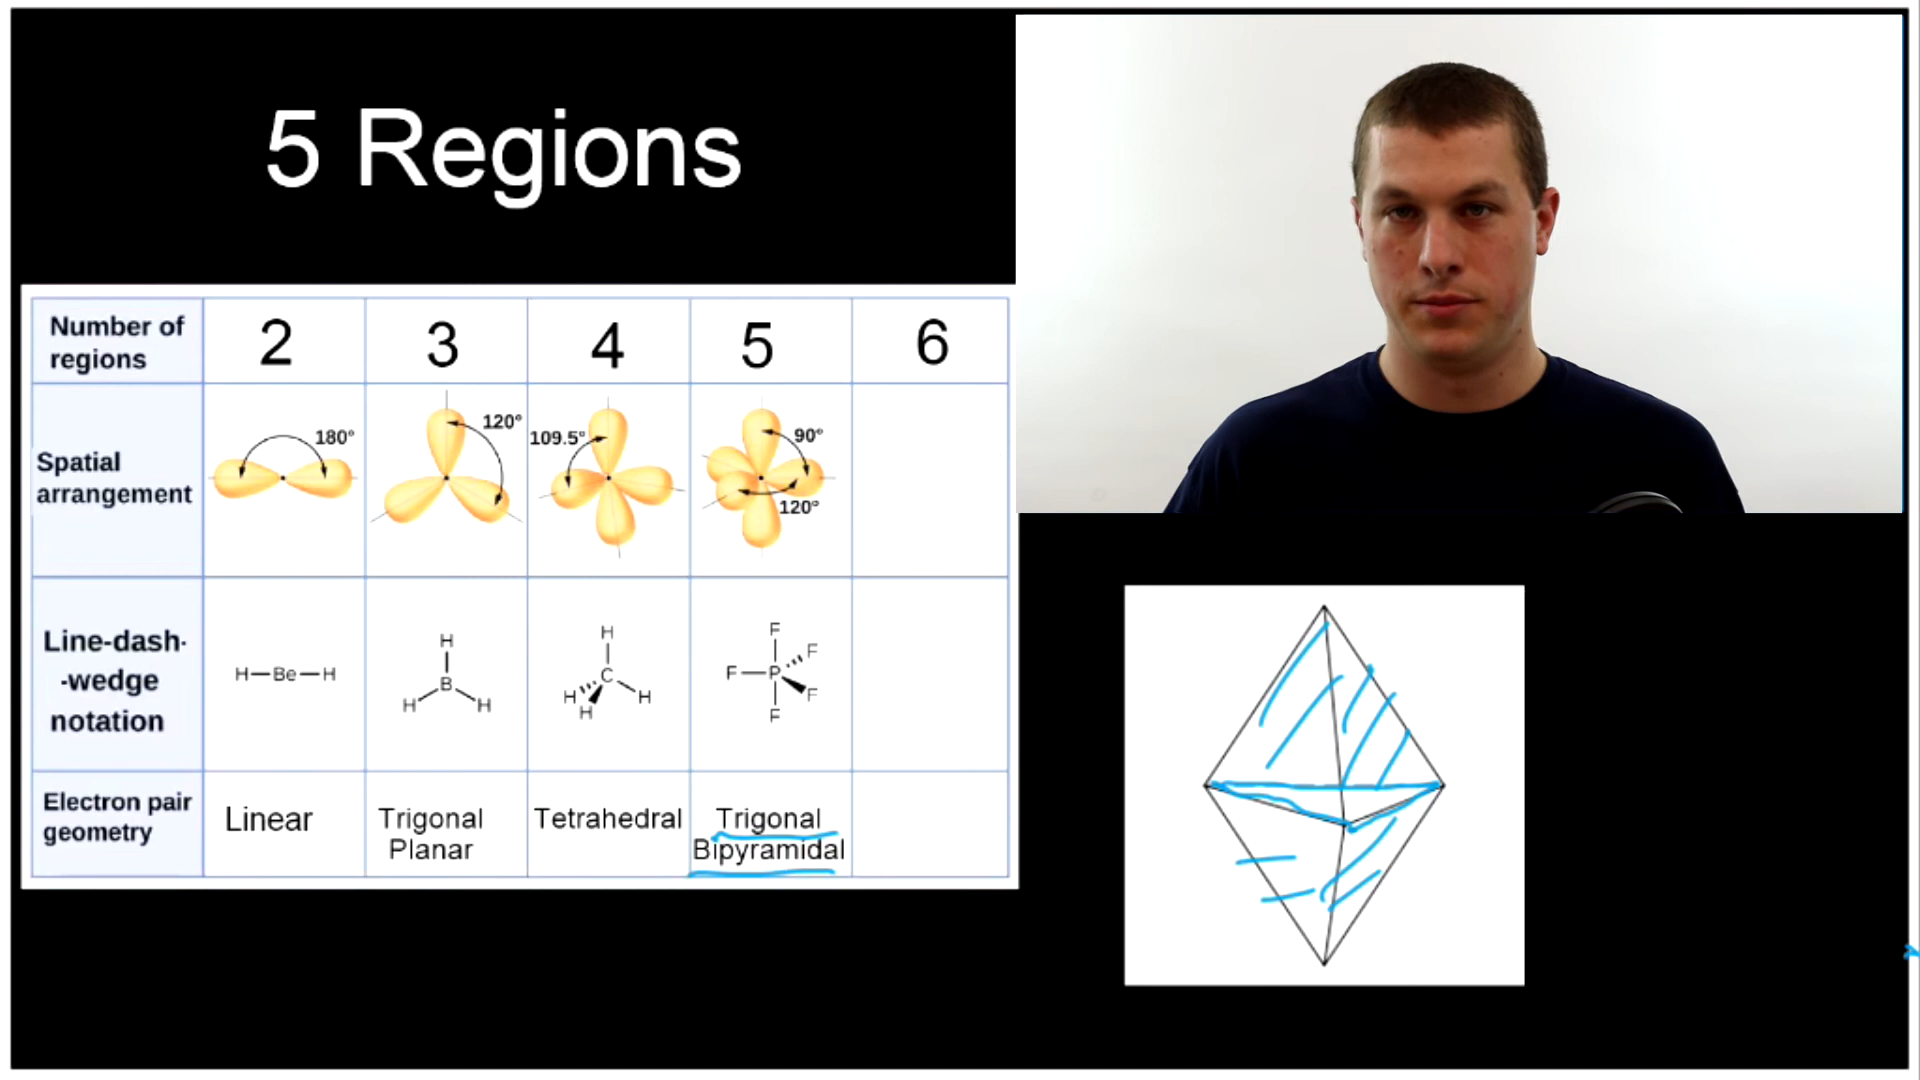 5 Regions
Number of regions
2
3
4
5
6
Spatial arrangement
180°
120°
109.5°
90°
120°
Line-dash-
-wedge
notation
H—Be—H
H
B
H H
H
C
H H
H
F
F
F—P
F
F
Electron pair geometry
Linear
Trigonal
Planar
Tetrahedral
Trigonal
Bipyramidal